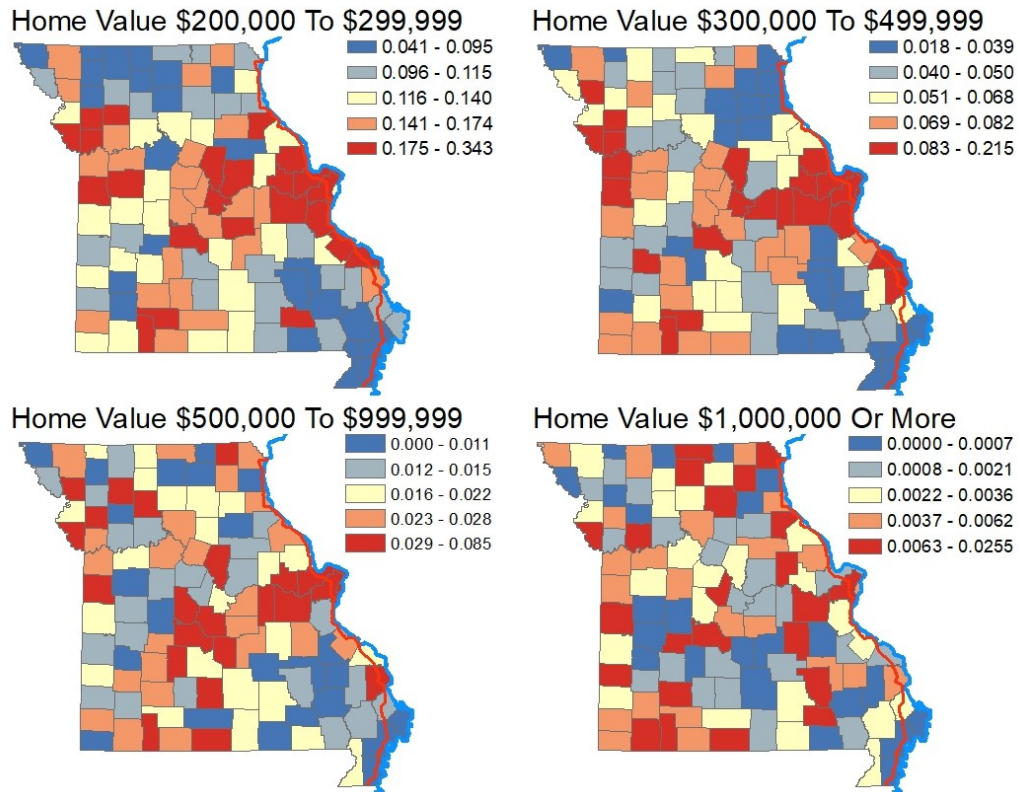 Home Value $200,000 To $299,999
0.041 - 0.095
0.096 - 0.115
0.116 - 0.140
0.141 - 0.174
0.175 - 0.343
Home Value $300,000 To $499,999
0.018 - 0.039
0.040 - 0.050
0.051 - 0.068
0.069 - 0.082
0.083 - 0.215
Home Value $500,000 To $999,999
0.000 - 0.011
0.012 - 0.015
0.016 - 0.022
0.023 - 0.028
0.029 - 0.085
Home Value $1,000,000 Or More
0.0000 - 0.0007
0.0008 - 0.0021
0.0022 - 0.0036
0.0037 - 0.0062
0.0063 - 0.0255